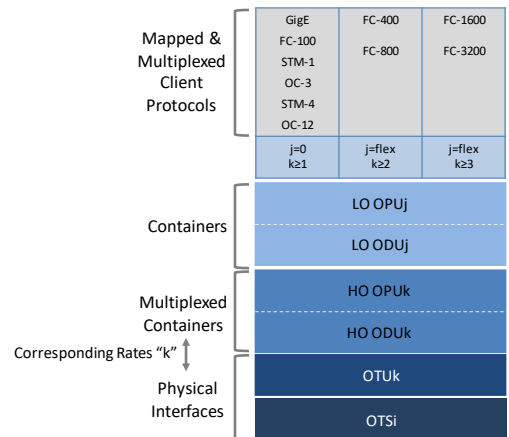 Mapped &
Multiplexed
Client
Protocols
GigE
FC-100
STM-1
OC-3
STM-4
OC-12
FC-400
FC-800
FC-1600
FC-3200
j=0
k≥1
j=flex
k≥2
j=flex
k≥3
Containers
LO OPUj
LO ODUj
Multiplexed
Containers
HO OPUk
HO ODUk
Corresponding Rates “k”
Physical
Interfaces
OTUk
OTSi